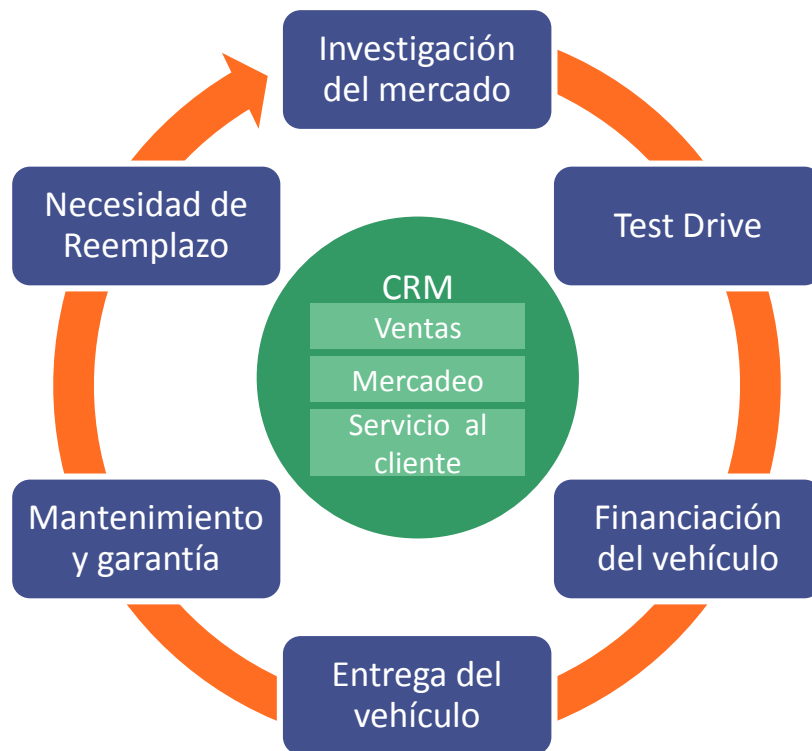 Investigación
del mercado
Test Drive
Financiación
del vehículo
Entrega del
vehículo
Mantenimiento
y garantía
Necesidad de
Reemplazo
CRM
Ventas
Mercadeo
Servicio al
cliente